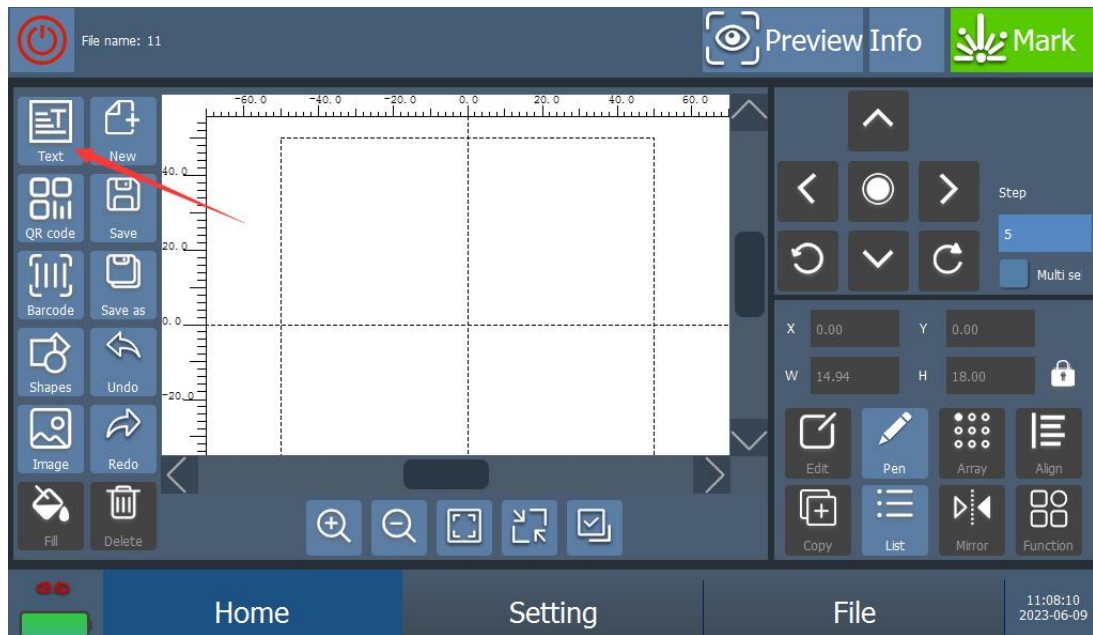 File name: 11
Preview
Info
Mark
Text
New
QR code
Save
Barcode
Save as
Shapes
Undo
Image
Redo
Fill
Delete
-60.0 -40.0 -20.0 0.0 20.0 40.0 60.0
40.0
20.0
0.0
-20.0
Step
5
Multi sel
X 0.00 Y 0.00
W 14.94 H 18.00
Edit Pen Array Align
Copy List Mirror Function
Home Setting File
11:08:10
2023-06-09